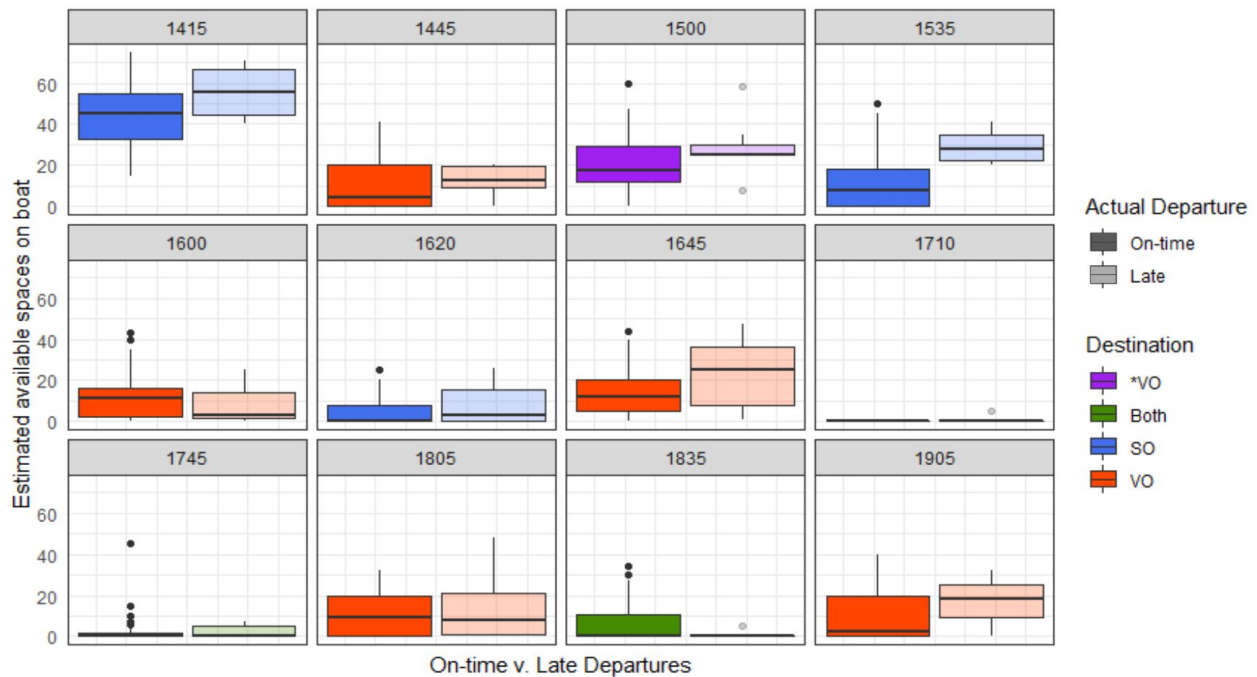 1415 1445 1500 1535
60
40
20
0
1600 1620 1645 1710
60
40
20
0
1745 1805 1835 1905
60
40
20
0
Estimated available spaces on boat
On-time v. Late Departures
Actual Departure
On-time
Late
Destination
*VO
Both
SO
VO